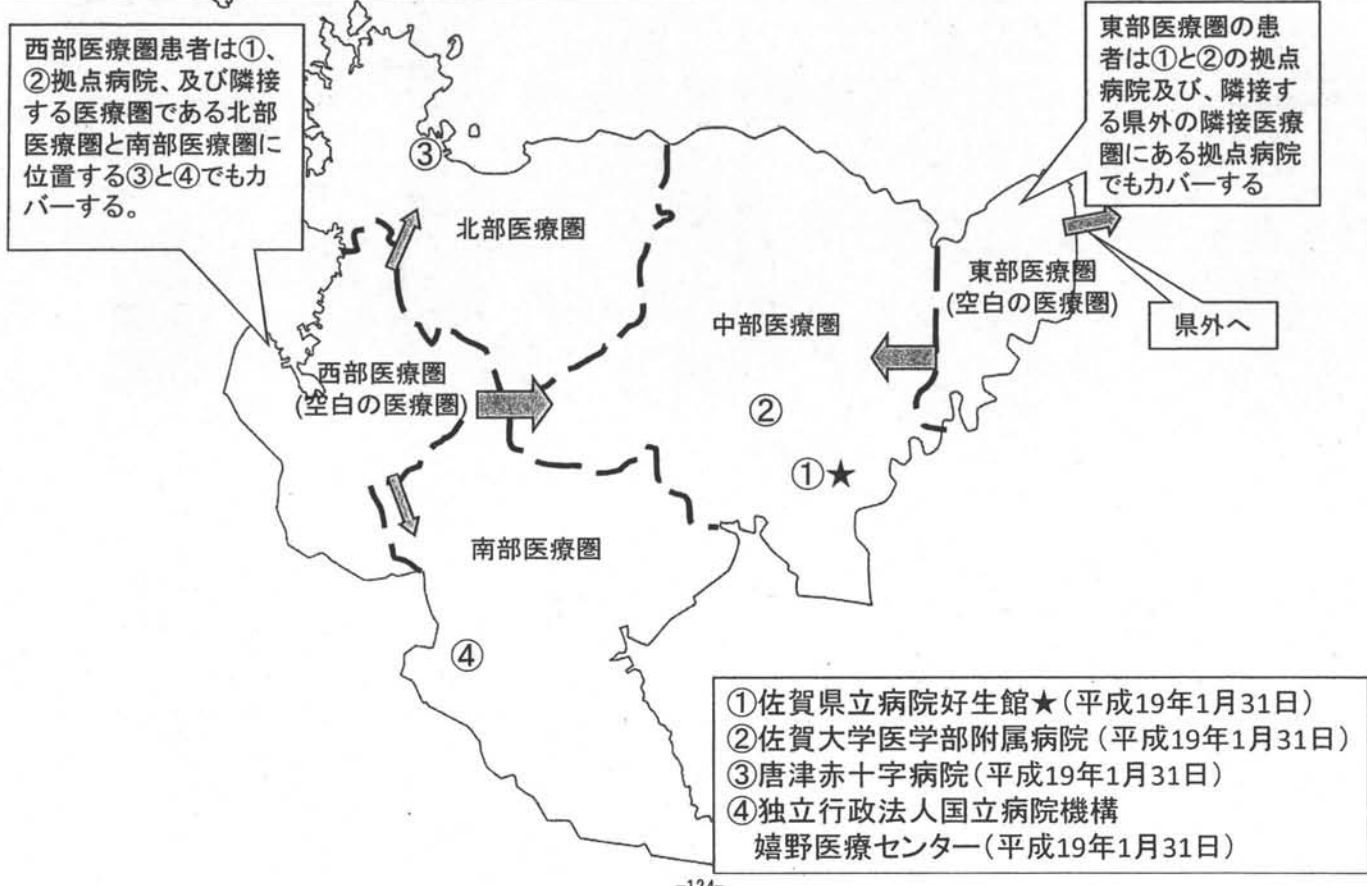 西部医療圏患者は①、
②拠点病院、及び隣接
する医療圏である北部
医療圏と南部医療圏に
位置する③と④でもカ
バーする。
東部医療圏の患
者は①と②の拠点
病院及び、隣接す
る県外の隣接医療
圏にある拠点病院
でもカバーする
③
北部医療圏
東部医療圏
(空白の医療圏)
県外へ
中部医療圏
西部医療圏
(空白の医療圏)
②
①★
南部医療圏
④
①佐賀県立病院好生館★(平成19年1月31日)
②佐賀大学医学部附属病院(平成19年1月31日)
③唐津赤十字病院(平成19年1月31日)
④独立行政法人国立病院機構
嬉野医療センター(平成19年1月31日)
-124-